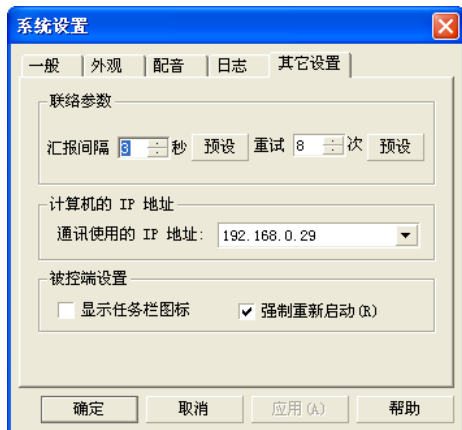 系统设置
一般 外观 配音 日志 其它设置
联络参数
汇报间隔 3 秒 预设 重试 8 次 预设
计算机的 IP 地址
通讯使用的 IP 地址: 192.168.0.29
被控端设置
显示任务栏图标 强制重新启动(R)
确定 取消 应用(A) 帮助